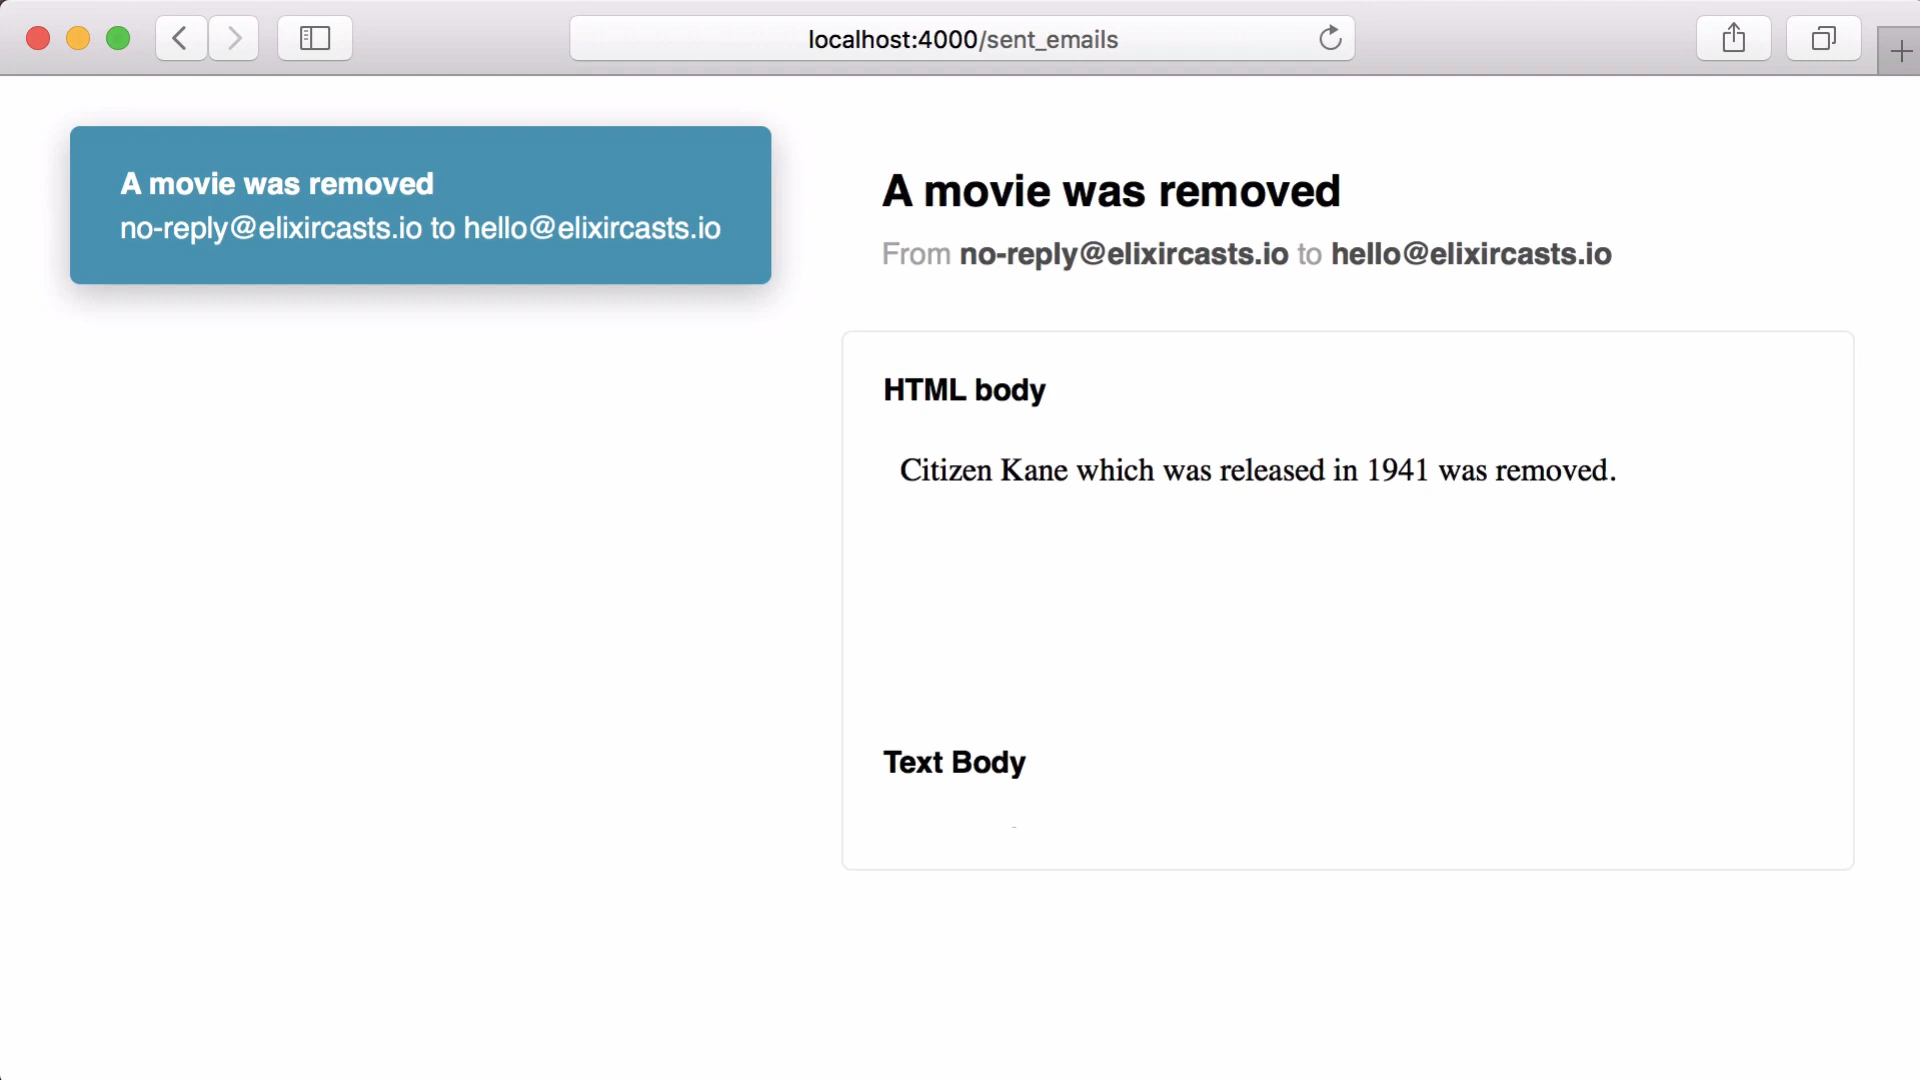 localhost:4000/sent_emails
A movie was removed
no-reply@elixircasts.io to hello@elixircasts.io
A movie was removed
From no-reply@elixircasts.io to hello@elixircasts.io
HTML body
Citizen Kane which was released in 1941 was removed.
Text Body